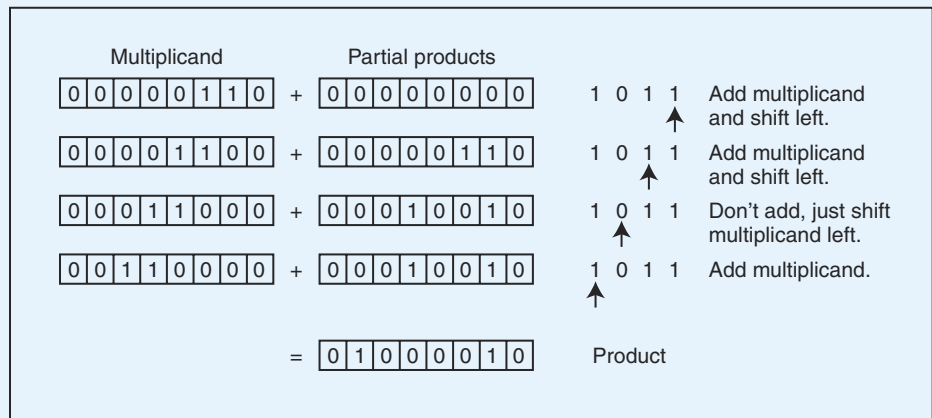 Multiplicand Partial products
0 0 0 0 0 1 1 0 + 0 0 0 0 0 0 0 0 1 0 1 1 Add multiplicand
and shift left.
0 0 0 0 1 1 0 0 + 0 0 0 0 0 1 1 0 1 0 1 1 Add multiplicand
and shift left.
0 0 0 1 1 0 0 0 + 0 0 0 1 0 0 1 0 1 0 1 1 Don't add, just shift
multiplicand left.
0 0 1 1 0 0 0 0 + 0 0 0 1 0 0 1 0 1 0 1 1 Add multiplicand.
= 0 1 0 0 0 0 1 0 Product